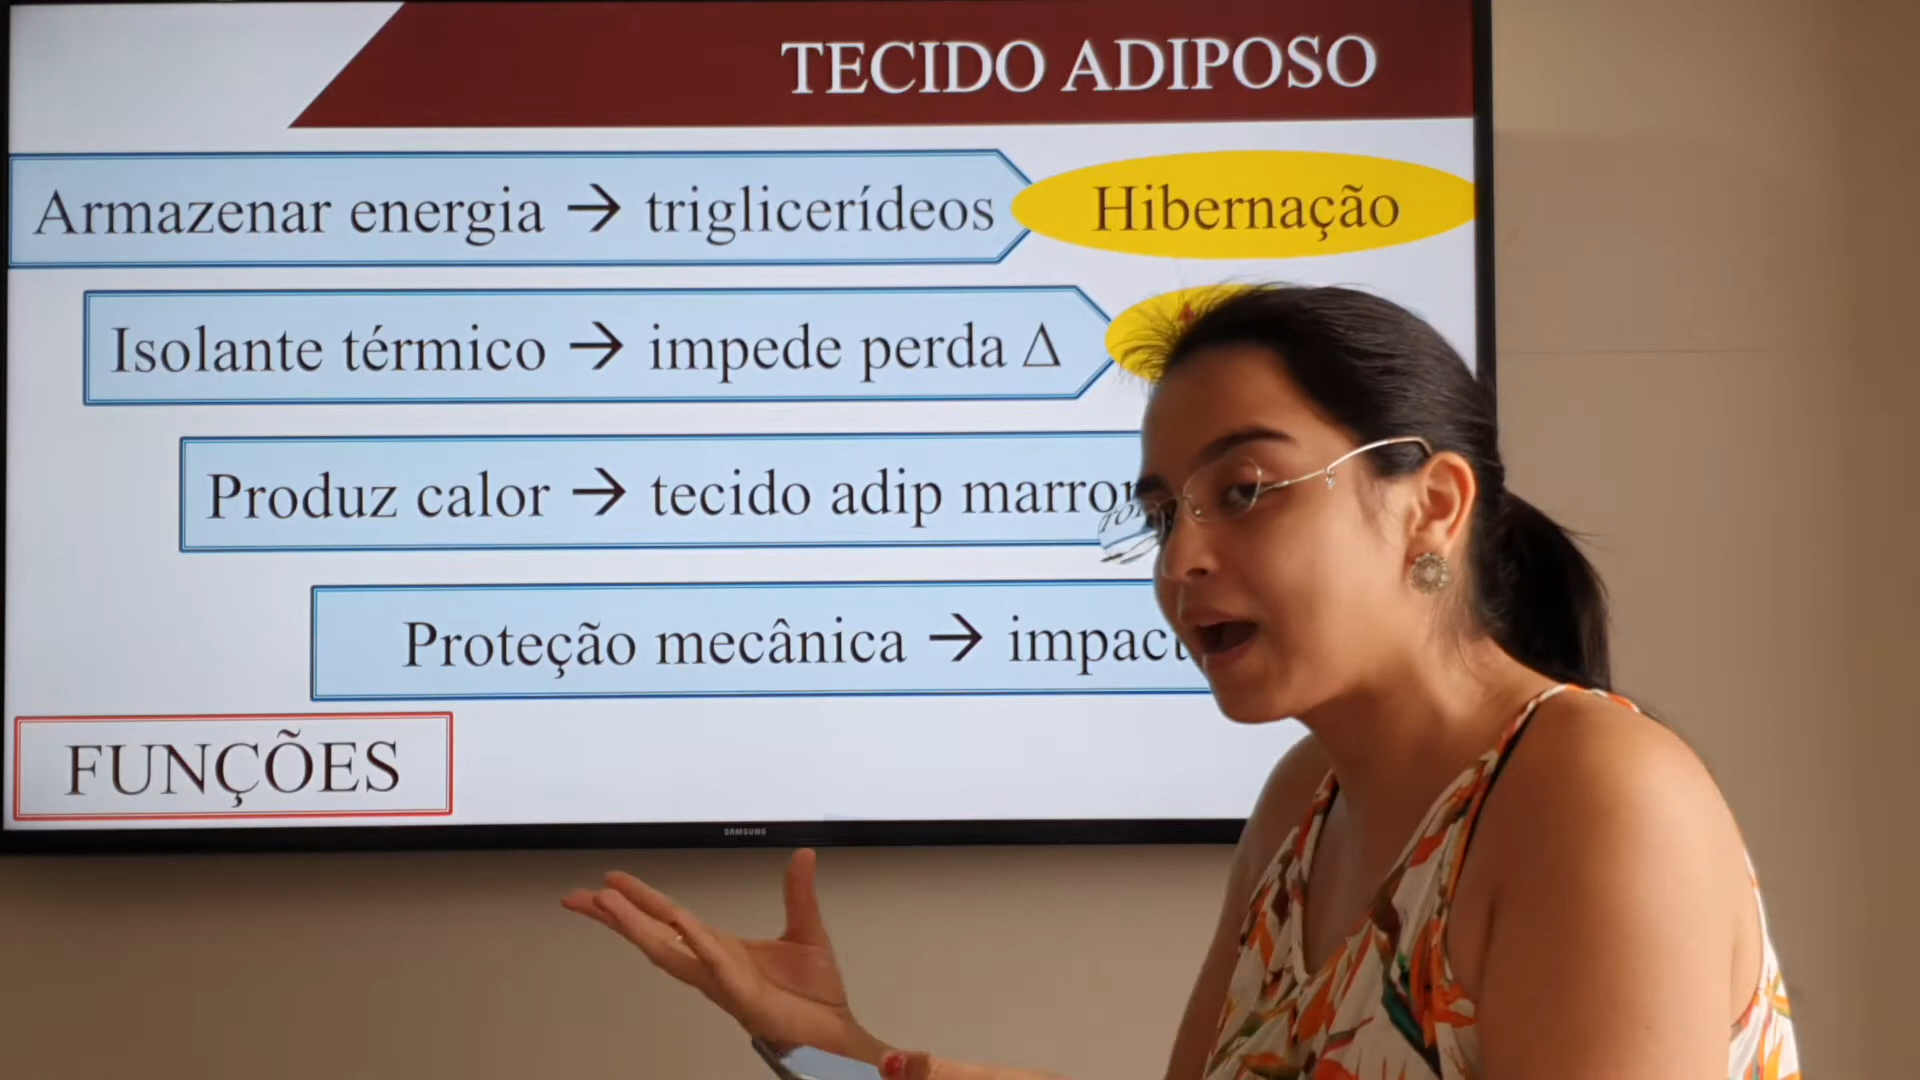 TECIDO ADIPOSO
Armazenar energia → triglicerídeos Hibernação
Isolante térmico → impede perda Δ
Produz calor → tecido adip
Proteção mecânica →
FUNÇÕES
SAMSUNG